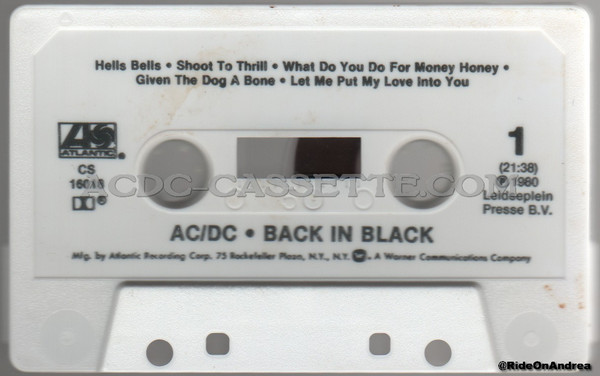 Hells Bells • Shoot To Thrill • What Do You Do For Money Honey •
Given The Dog A Bone • Let Me Put My Love Into You
ATLANTIC®
CS
1
(21:38)
℗ 1980
Leidseplein
Presse B.V.
ACDC-CASSETTE.COM
AC/DC • BACK IN BLACK
Mfg. by Atlantic Recording Corp. 75 Rockefeller Plaza, N.Y., N.Y. A Warner Communications Company
@RideOnAndrea